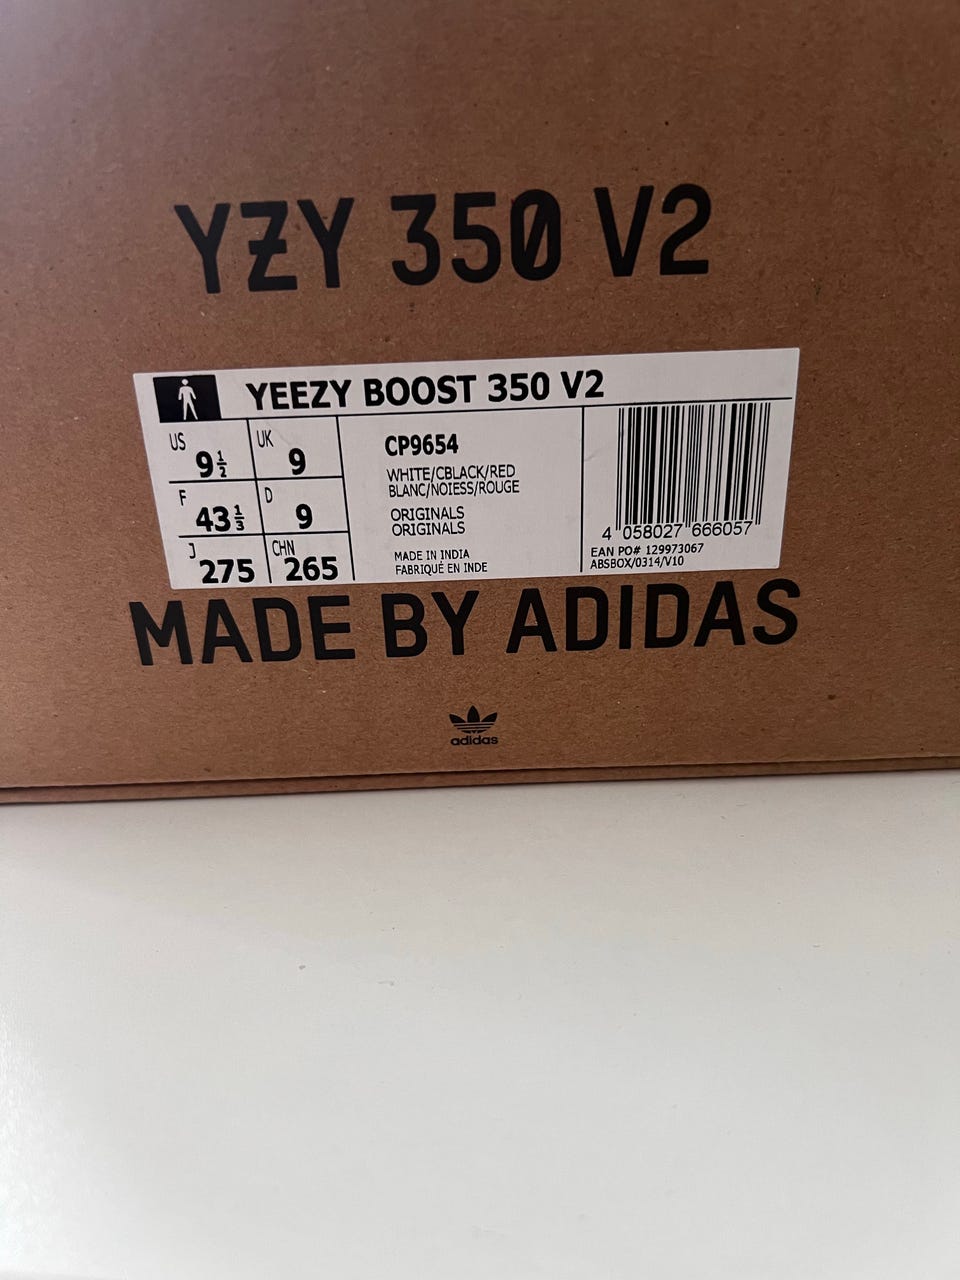 YZY 350 V2
YEEZY BOOST 350 V2
US 9½ UK 9
F 43⅓ D 9
J 275 CHN 265
CP9654
WHITE/CBLACK/RED
BLANC/NOIESS/ROUGE
ORIGINALS
ORIGINALS
MADE IN INDIA
FABRIQUÉ EN INDE
4 058027 666057
EAN PO# 129973067
ABSBOX/0314/V10
MADE BY ADIDAS
adidas